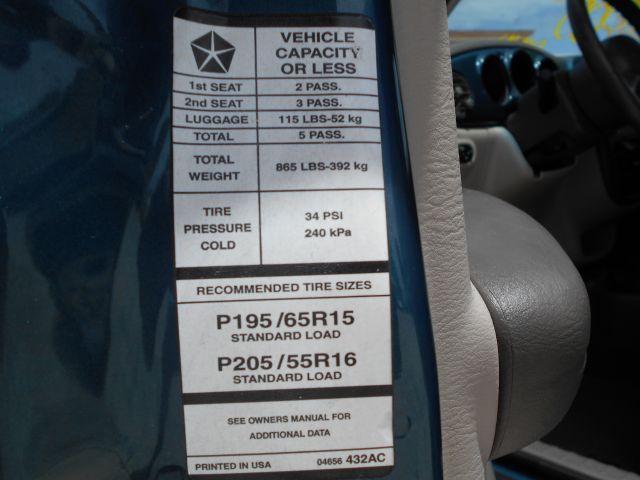 VEHICLE
CAPACITY
OR LESS
1st SEAT 2 PASS.
2nd SEAT 3 PASS.
LUGGAGE 115 LBS-52 kg
TOTAL 5 PASS.
TOTAL
WEIGHT 865 LBS-392 kg
TIRE
PRESSURE
COLD
34 PSI
240 kPa
RECOMMENDED TIRE SIZES
P195/65R15
STANDARD LOAD
P205/55R16
STANDARD LOAD
SEE OWNERS MANUAL FOR
ADDITIONAL DATA
PRINTED IN USA 04656 432AC